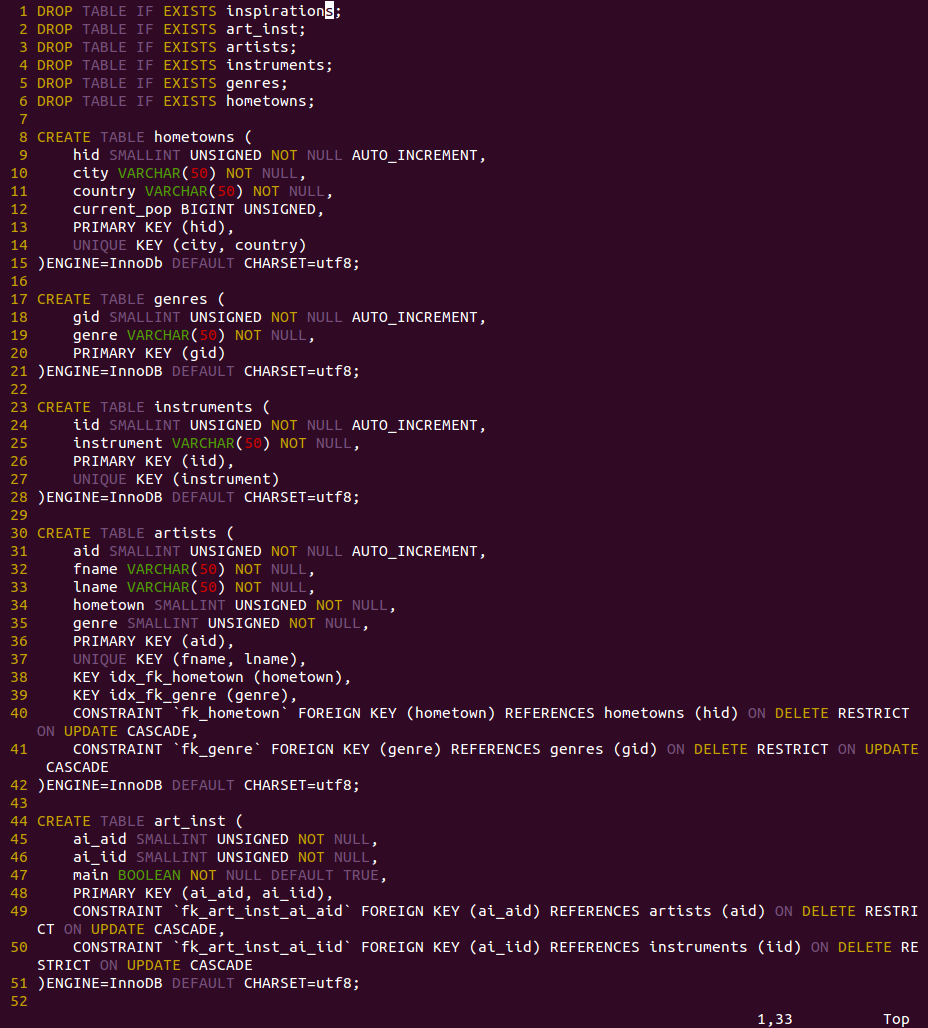 1 DROP TABLE IF EXISTS inspirations;
2 DROP TABLE IF EXISTS art_inst;
3 DROP TABLE IF EXISTS artists;
4 DROP TABLE IF EXISTS instruments;
5 DROP TABLE IF EXISTS genres;
6 DROP TABLE IF EXISTS hometowns;
7
8 CREATE TABLE hometowns (
9     hid SMALLINT UNSIGNED NOT NULL AUTO_INCREMENT,
10     city VARCHAR(50) NOT NULL,
11     country VARCHAR(50) NOT NULL,
12     current_pop BIGINT UNSIGNED,
13     PRIMARY KEY (hid),
14     UNIQUE KEY (city, country)
15 )ENGINE=InnoDb DEFAULT CHARSET=utf8;
16
17 CREATE TABLE genres (
18     gid SMALLINT UNSIGNED NOT NULL AUTO_INCREMENT,
19     genre VARCHAR(50) NOT NULL,
20     PRIMARY KEY (gid)
21 )ENGINE=InnoDB DEFAULT CHARSET=utf8;
22
23 CREATE TABLE instruments (
24     iid SMALLINT UNSIGNED NOT NULL AUTO_INCREMENT,
25     instrument VARCHAR(50) NOT NULL,
26     PRIMARY KEY (iid),
27     UNIQUE KEY (instrument)
28 )ENGINE=InnoDB DEFAULT CHARSET=utf8;
29
30 CREATE TABLE artists (
31     aid SMALLINT UNSIGNED NOT NULL AUTO_INCREMENT,
32     fname VARCHAR(50) NOT NULL,
33     lname VARCHAR(50) NOT NULL,
34     hometown SMALLINT UNSIGNED NOT NULL,
35     genre SMALLINT UNSIGNED NOT NULL,
36     PRIMARY KEY (aid),
37     UNIQUE KEY (fname, lname),
38     KEY idx_fk_hometown (hometown),
39     KEY idx_fk_genre (genre),
40     CONSTRAINT `fk_hometown` FOREIGN KEY (hometown) REFERENCES hometowns (hid) ON DELETE RESTRICT
ON UPDATE CASCADE,
41     CONSTRAINT `fk_genre` FOREIGN KEY (genre) REFERENCES genres (gid) ON DELETE RESTRICT ON UPDATE
CASCADE
42 )ENGINE=InnoDB DEFAULT CHARSET=utf8;
43
44 CREATE TABLE art_inst (
45     ai_aid SMALLINT UNSIGNED NOT NULL,
46     ai_iid SMALLINT UNSIGNED NOT NULL,
47     main BOOLEAN NOT NULL DEFAULT TRUE,
48     PRIMARY KEY (ai_aid, ai_iid),
49     CONSTRAINT `fk_art_inst_ai_aid` FOREIGN KEY (ai_aid) REFERENCES artists (aid) ON DELETE RESTRI
CT ON UPDATE CASCADE,
50     CONSTRAINT `fk_art_inst_ai_iid` FOREIGN KEY (ai_iid) REFERENCES instruments (iid) ON DELETE RE
STRICT ON UPDATE CASCADE
51 )ENGINE=InnoDB DEFAULT CHARSET=utf8;
52
1,33 Top